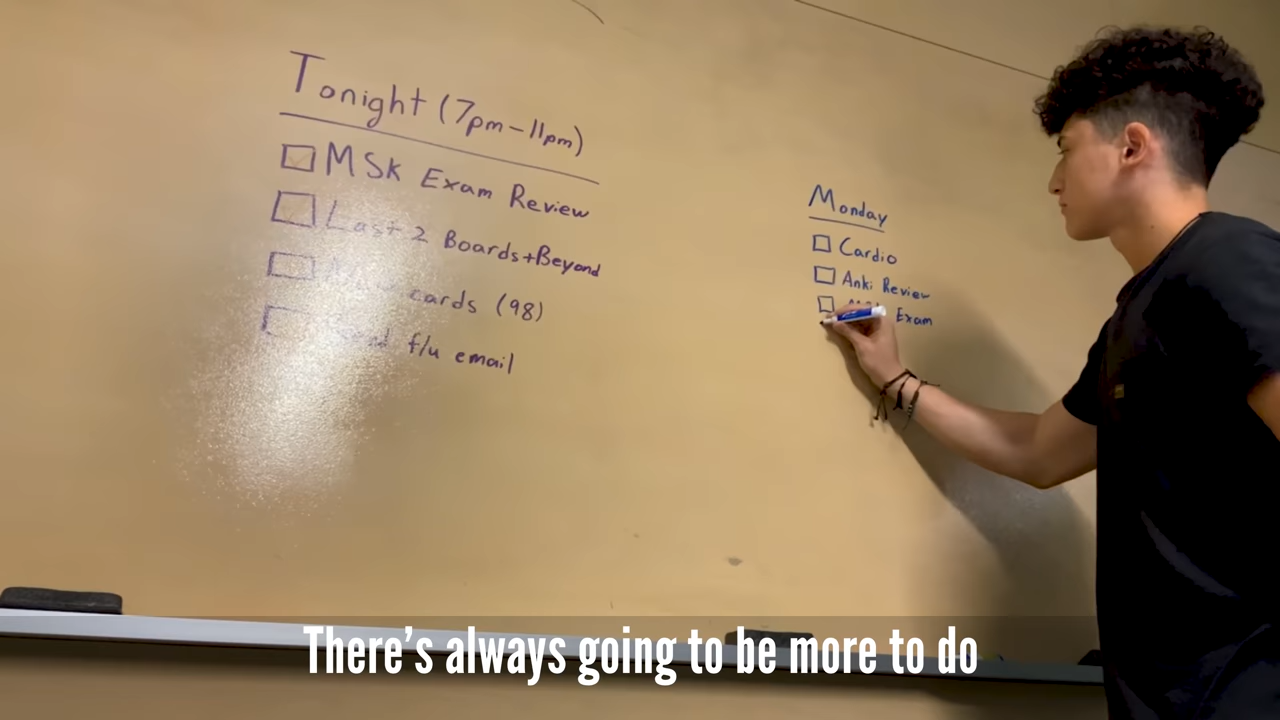 Tonight (7pm-11pm)
MSK Exam Review
Last 2 Boards+Beyond
cards (98)
f/u email
Monday
Cardio
Anki Review
Exam
There's always going to be more to do